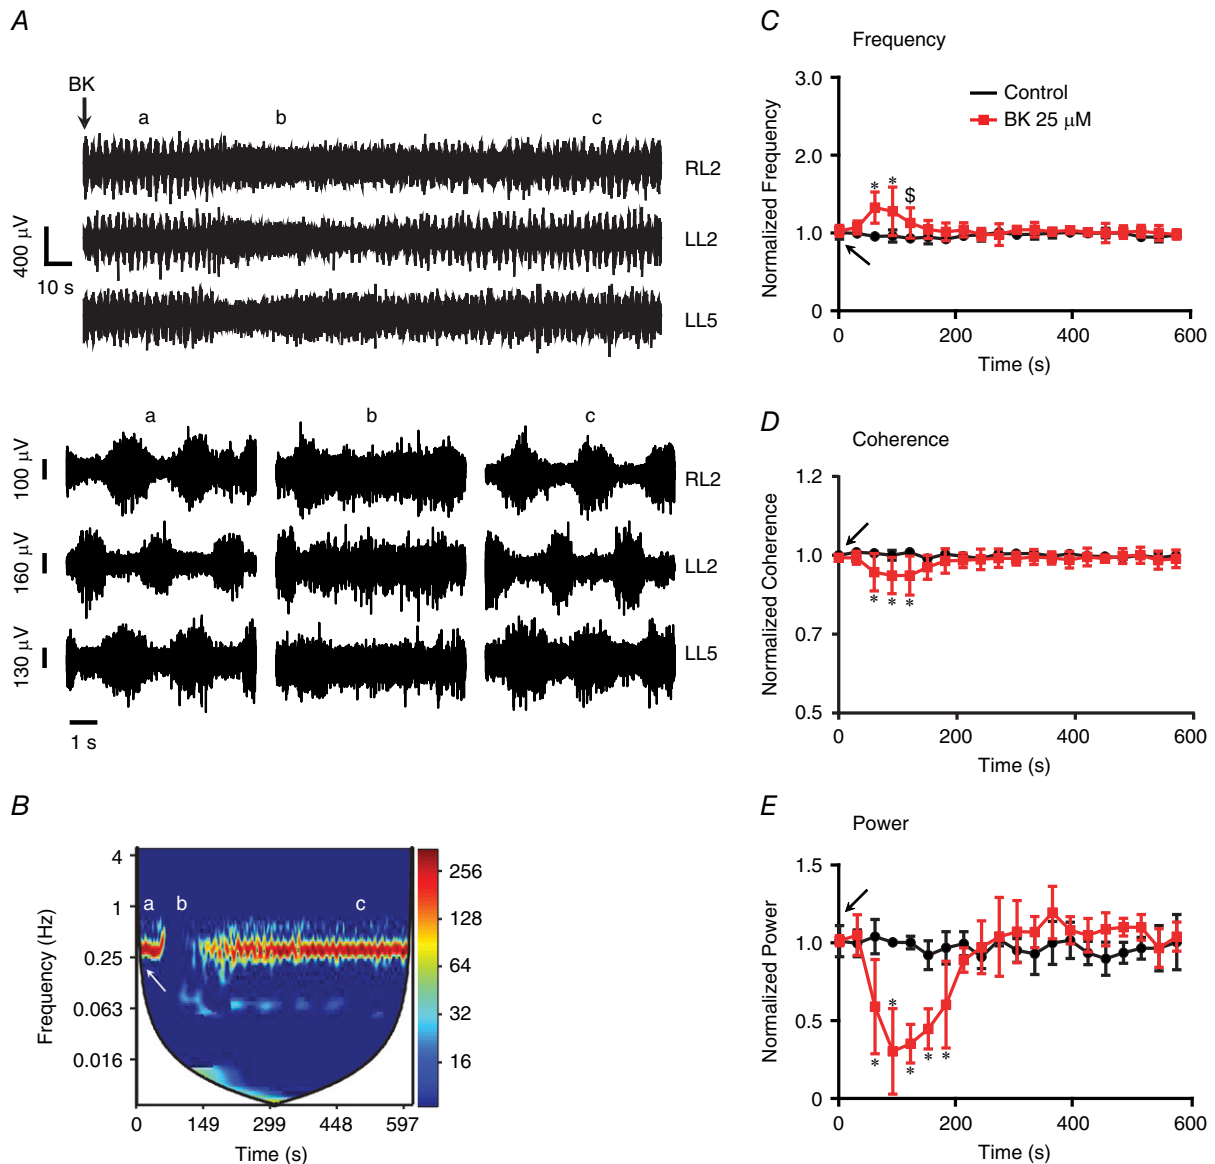 A
BK
a b c
RL2
LL2
LL5
400 µV
10 s
a b c
100 µV
RL2
160 µV
LL2
130 µV
LL5
1 s
B
4
1
0.25
0.063
0.016
Frequency (Hz)
a b c
256
128
64
32
16
0 149 299 448 597
Time (s)
C
Frequency
3.0
2.0
1.0
0
Normalized Frequency
Control
BK 25 µM
* * $
0 200 400 600
Time (s)
D
Coherence
1.2
1.0
0.7
0.5
Normalized Coherence
* * *
0 200 400 600
Time (s)
E
Power
1.5
1.0
0.5
0
Normalized Power
*
* * * *
0 200 400 600
Time (s)